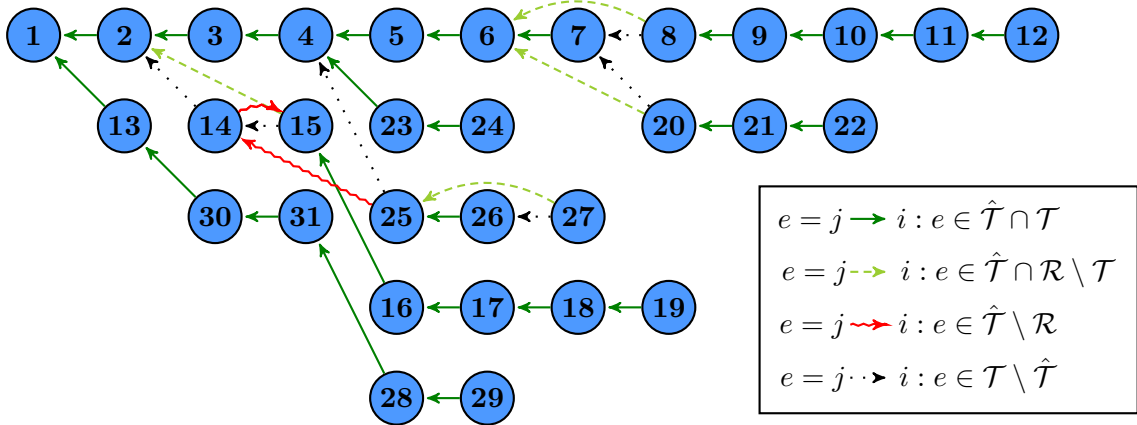 1 2 3 4 5 6 7 8 9 10 11 12
13 14 15 23 24 20 21 22
30 31 25 26 27
16 17 18 19
28 29
e = j → i : e ∈ 𝒯̂ ∩ 𝒯
e = j → i : e ∈ 𝒯̂ ∩ ℛ \ 𝒯
e = j → i : e ∈ 𝒯̂ \ ℛ
e = j → i : e ∈ 𝒯 \ 𝒯̂